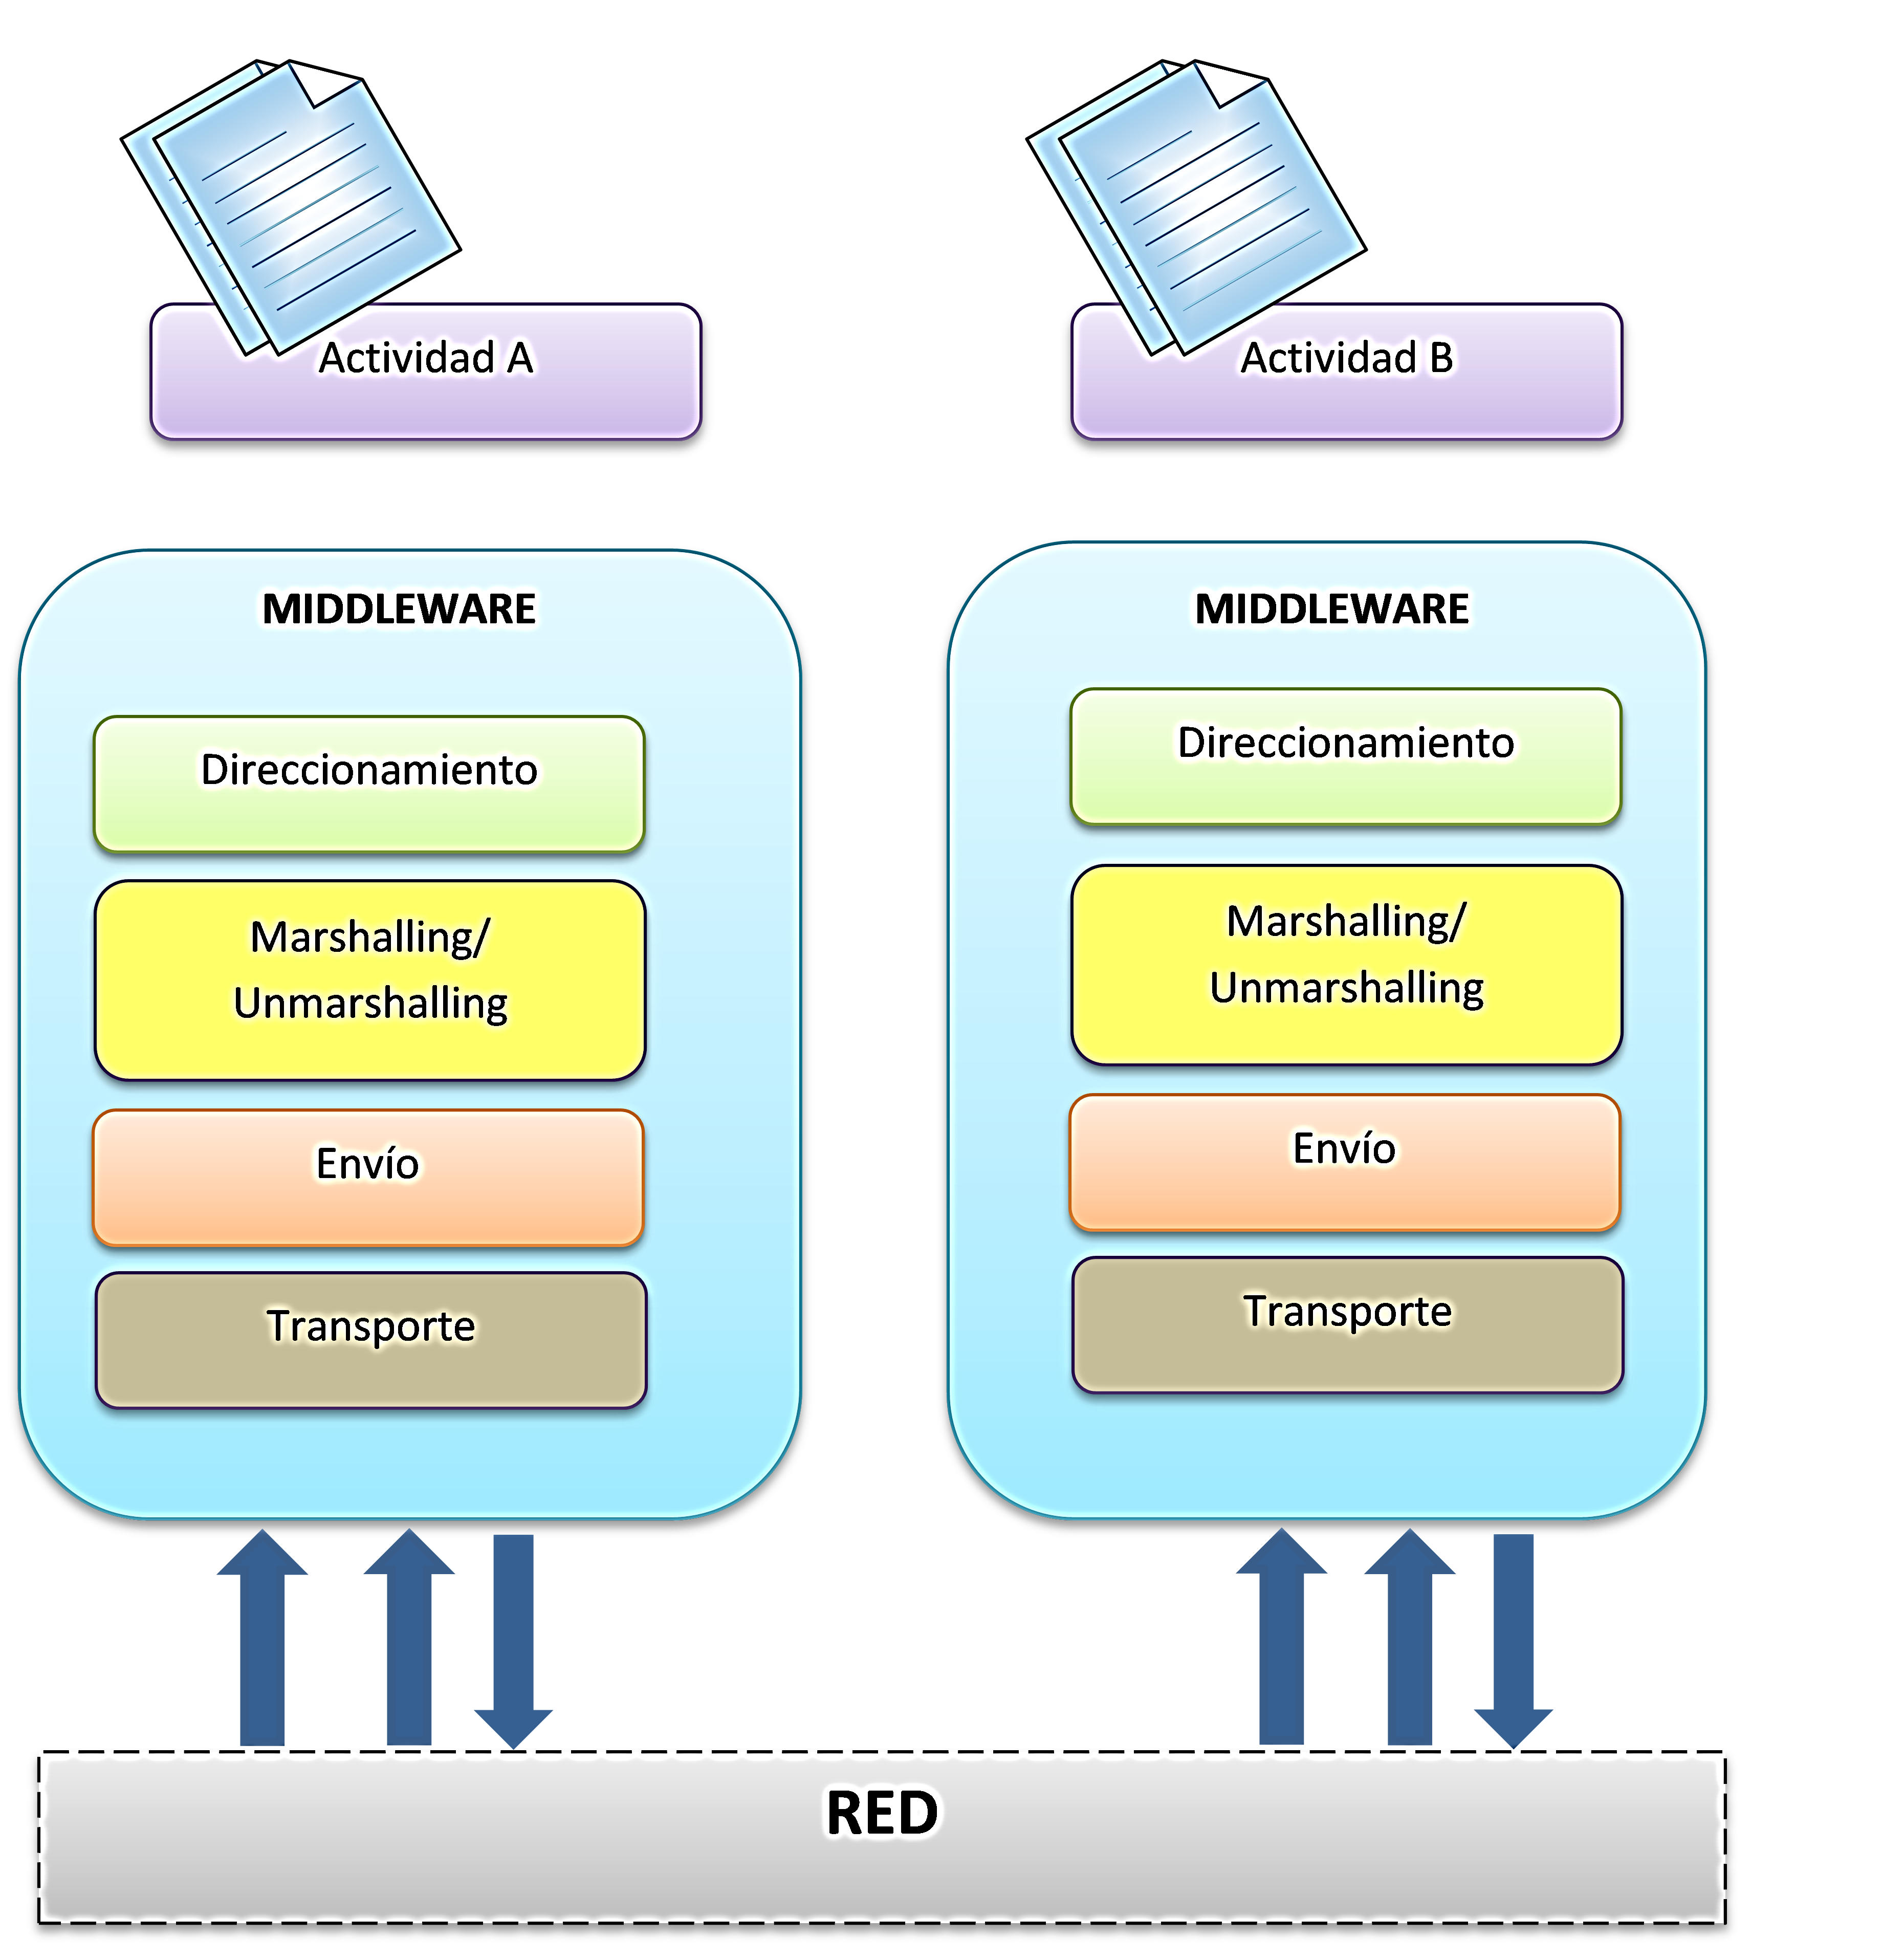 Actividad A
Actividad B
MIDDLEWARE
Direccionamiento
Marshalling/
Unmarshalling
Envío
Transporte
MIDDLEWARE
Direccionamiento
Marshalling/
Unmarshalling
Envío
Transporte
RED